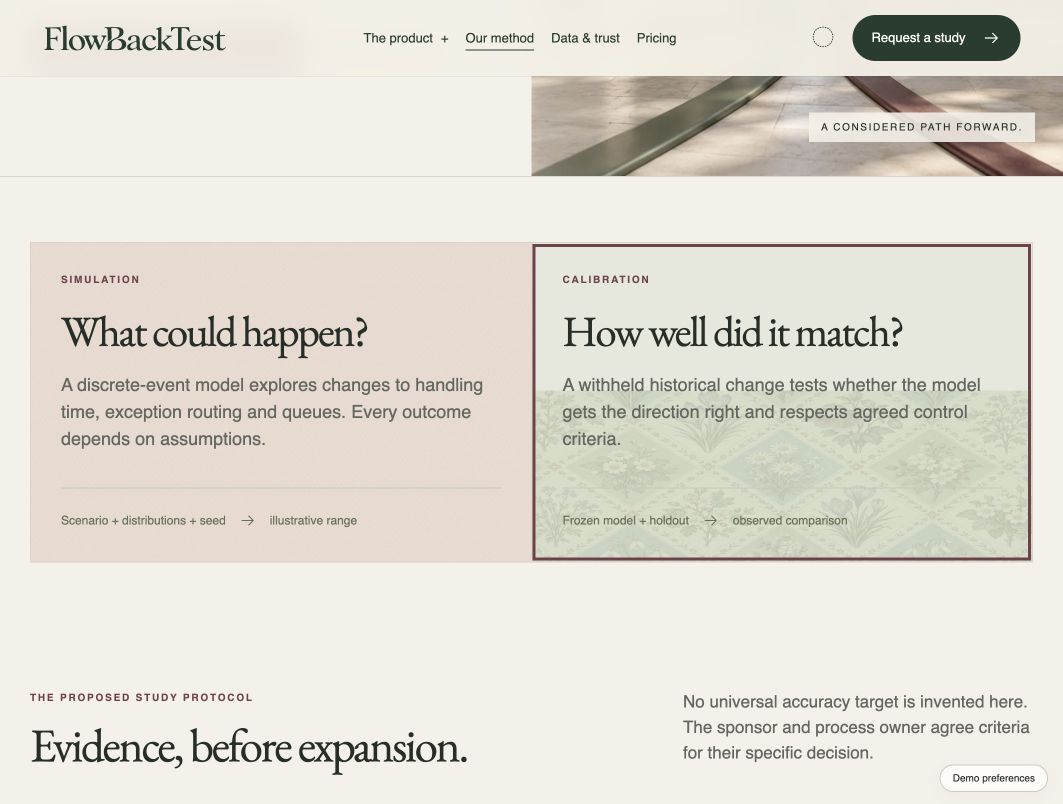 FlowBackTest
The product +
Our method
Data & trust
Pricing
Request a study
A CONSIDERED PATH FORWARD.
SIMULATION
What could happen?
A discrete-event model explores changes to handling
time, exception routing and queues. Every outcome
depends on assumptions.
Scenario + distributions + seed → illustrative range
CALIBRATION
How well did it match?
A withheld historical change tests whether the model
gets the direction right and respects agreed control
criteria.
Frozen model + holdout → observed comparison
THE PROPOSED STUDY PROTOCOL
Evidence, before expansion.
No universal accuracy target is invented here.
The sponsor and process owner agree criteria
for their specific decision.
Demo preferences